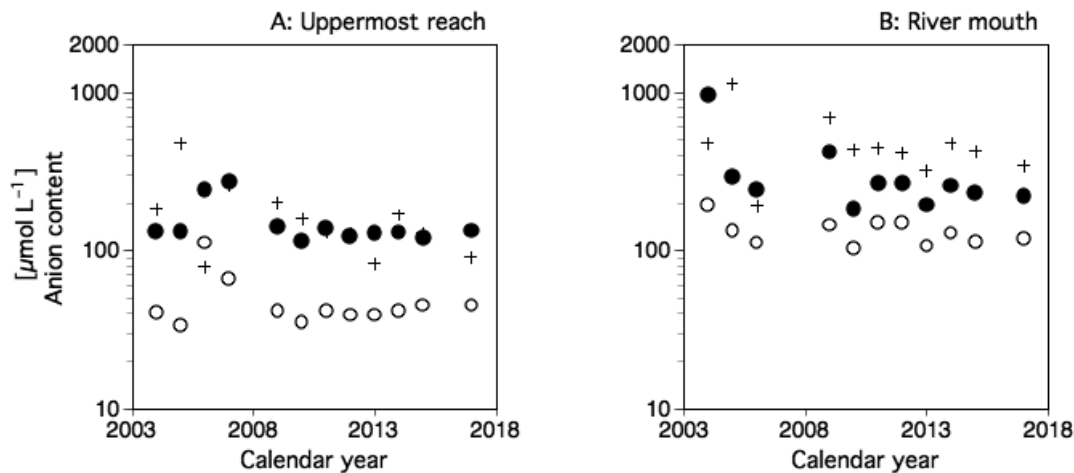 A: Uppermost reach
2000
1000
100
10
2003
2008
2013
2018
Calendar year
[μmol L⁻¹]
Anion content
B: River mouth
2000
1000
100
10
2003
2008
2013
2018
Calendar year